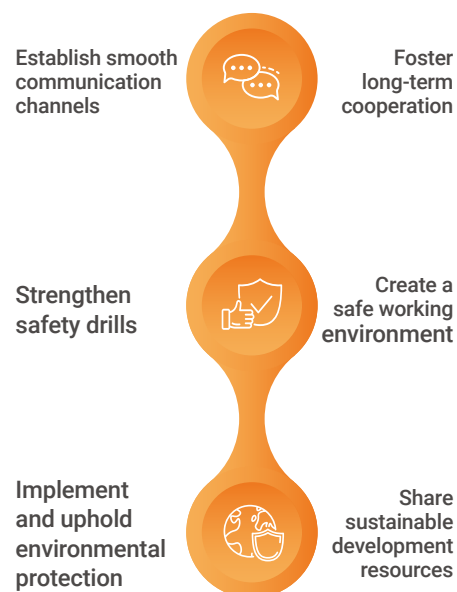 Establish smooth
communication
channels
Foster
long-term
cooperation
Strengthen
safety drills
Create a
safe working
environment
Implement
and uphold
environmental
protection
Share
sustainable
development
resources